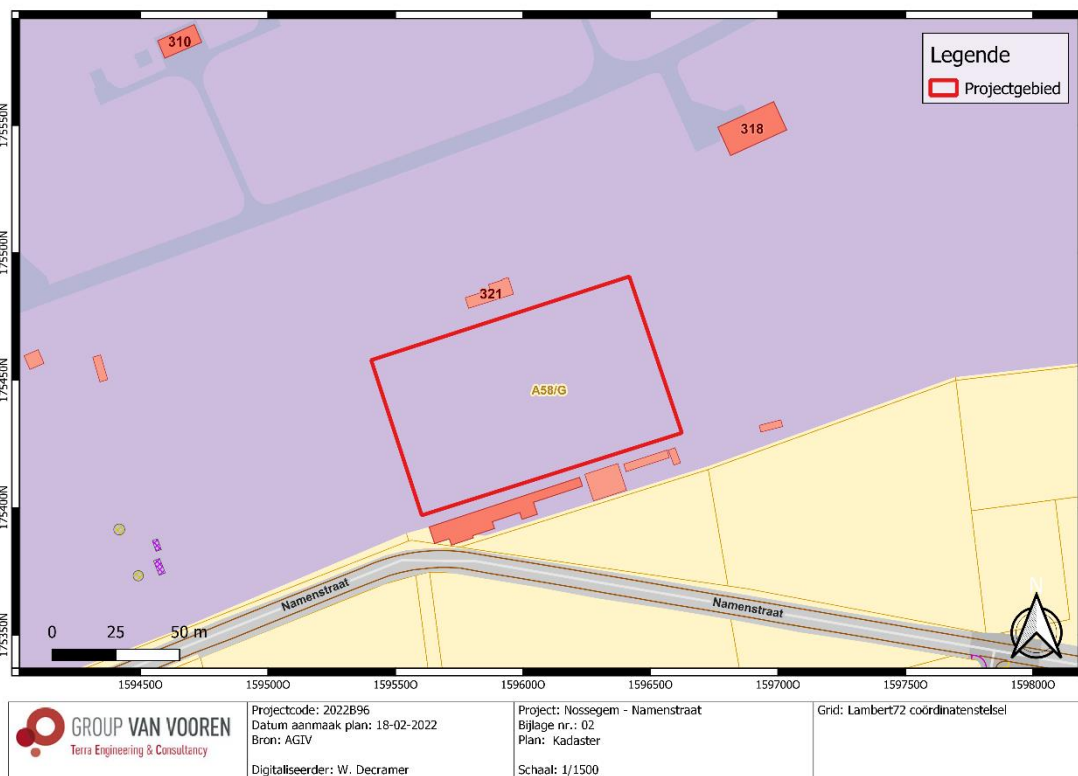 310
318
321
A58/G
Legende
Projectgebied
Namenstraat
Namenstraat
N
0 25 50 m
175550N
175500N
175450N
175400N
175350N
159450O
159500O
159550O
159600O
159650O
159700O
159750O
159800O
GROUP VAN VOOREN
Terra Engineering & Consultancy
Projectcode: 2022B96
Datum aanmaak plan: 18-02-2022
Bron: AGIV
Digitaliseerder: W. Decramer
Project: Nossegem - Namenstraat
Bijlage nr.: 02
Plan: Kadaster
Schaal: 1/1500
Grid: Lambert72 coördinatenstelsel